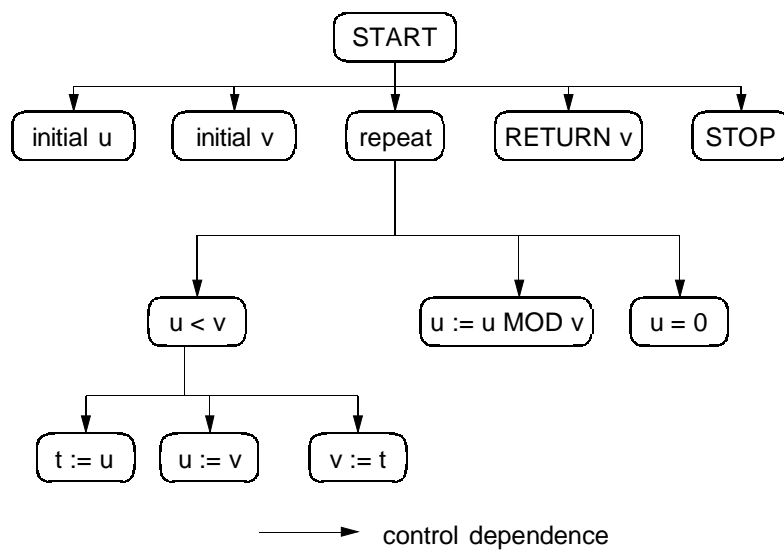 START
initial u
initial v
repeat
RETURN v
STOP
u < v
u := u MOD v
u = 0
t := u
u := v
v := t
control dependence